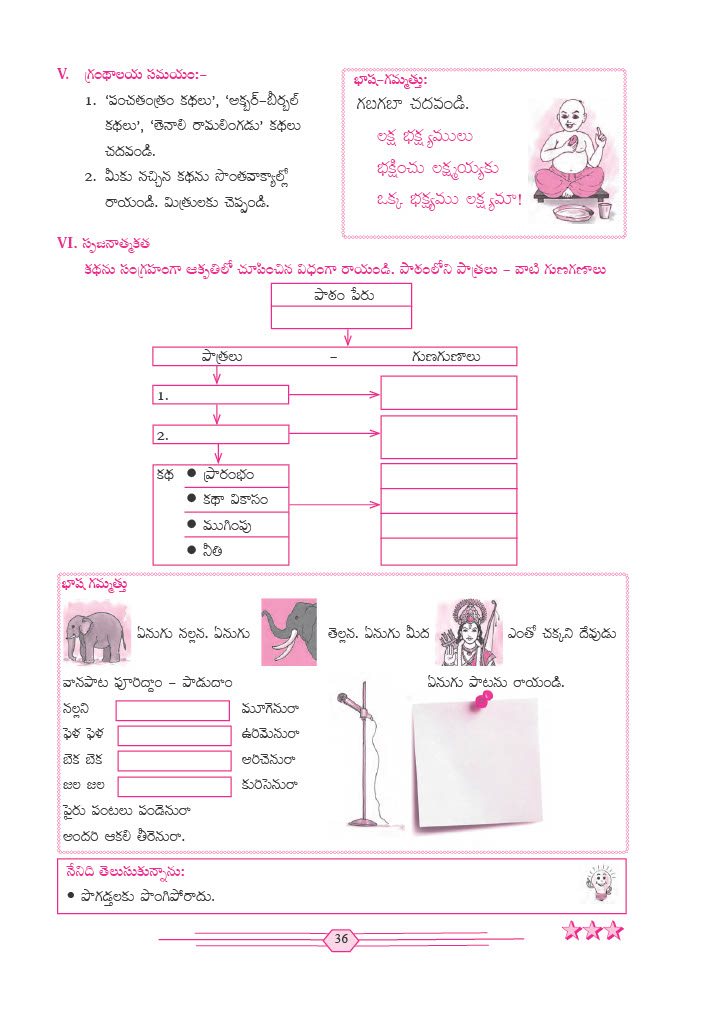 V. గ్రంథాలయ సమయం:-
1. 'పంచతంత్రం కథలు', 'అక్బర్-బీర్బల్
కథలు', 'తెనాలి రామలింగడు' కథలు
చదవండి.
2. మీకు నచ్చిన కథను సొంతవాక్యాల్లో
రాయండి. మిత్రులకు చెప్పండి.
భాష-గమ్మత్తు:
గబగబా చదవండి.
లక్ష భక్ష్యములు
భక్షించు లక్ష్మయ్యకు
ఒక్క భక్ష్యము లక్ష్యమా!
VI. సృజనాత్మకత
కథను సంగ్రహంగా ఆకృతిలో చూపించిన విధంగా రాయండి. పాఠంలోని పాత్రలు - వాటి గుణగణాలు
పాఠం పేరు
పాత్రలు - గుణగుణాలు
1.
2.
కథ • ప్రారంభం
• కథా వికాసం
• ముగింపు
• నీతి
భాష గమ్మత్తు
ఏనుగు నల్లన. ఏనుగు తెల్లన. ఏనుగు మీద ఎంతో చక్కని దేవుడు
వానపాట పూరిద్దాం - పాడుదాం
నల్లని మూగెనురా
ఫెళ ఫెళ ఉరిమెనురా
బెక బెక అరిచెనురా
జల జల కురిసెనురా
పైరు పంటలు పండెనురా
అందరి ఆకలి తీరెనురా.
ఏనుగు పాటను రాయండి.
నేనిది తెలుసుకున్నాను:
• పొగడ్తలకు పొంగిపోరాదు.
36